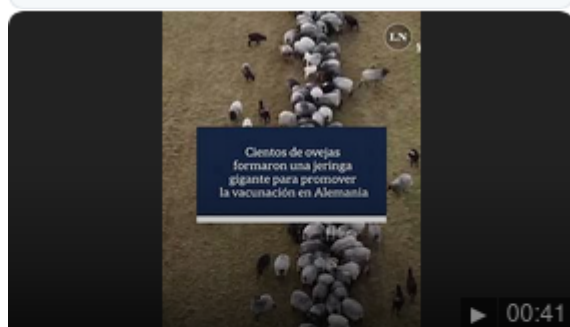 LN
Cientos de ovejas
formaron una jeringa
gigante para promover
la vacunación en Alemania
00:41